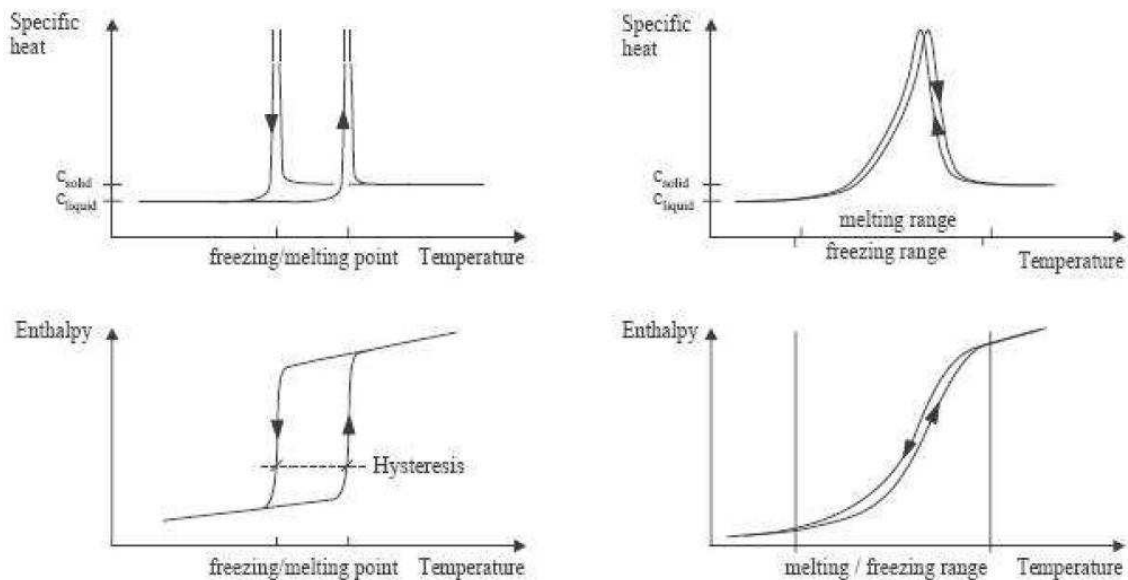 Specific
heat
c_solid
c_liquid
freezing/melting point
Temperature
Specific
heat
c_solid
c_liquid
melting range
freezing range
Temperature
Enthalpy
Hysteresis
freezing/melting point
Temperature
Enthalpy
melting / freezing range
Temperature